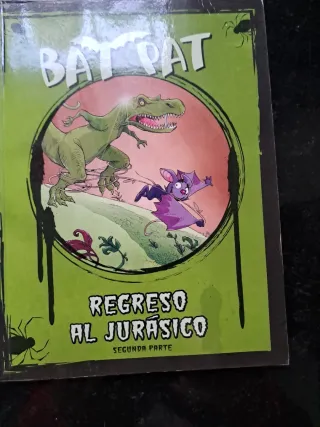 BAT PAT
REGRESO
AL JURÁSICO
SEGUNDA PARTE